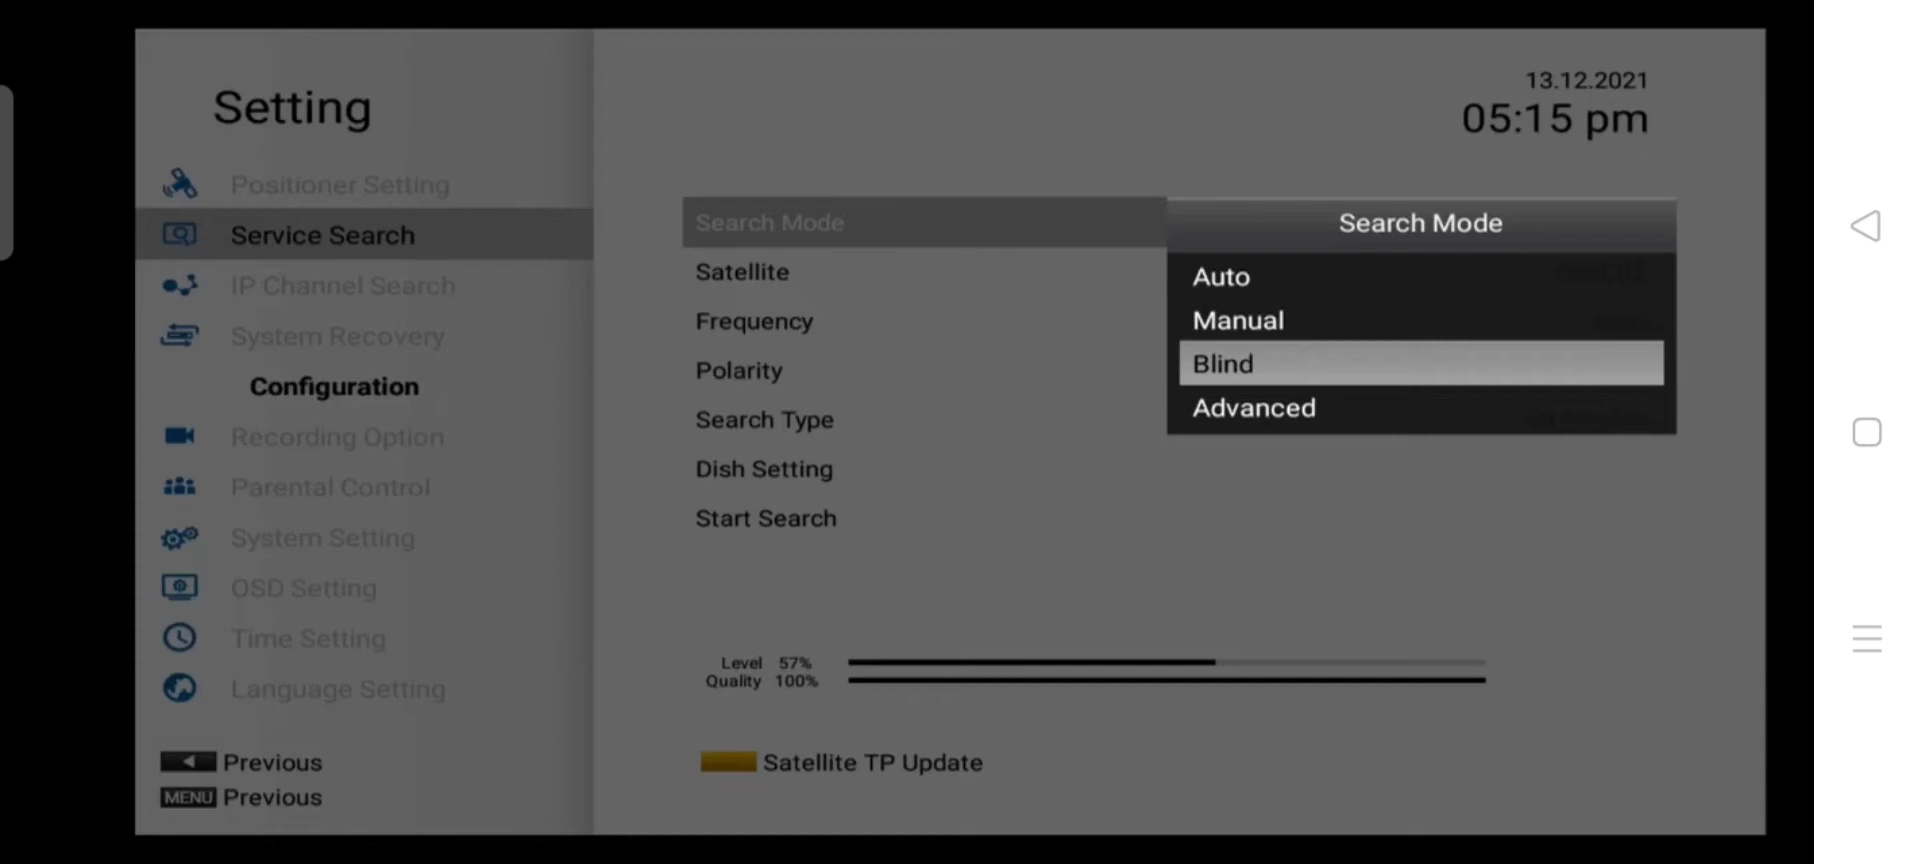 Setting
13.12.2021
05:15 pm
Positioner Setting
Service Search
IP Channel Search
System Recovery
Configuration
Recording Option
Parental Control
System Setting
OSD Setting
Time Setting
Language Setting
Previous
MENU Previous
Search Mode
Satellite
Frequency
Polarity
Search Type
Dish Setting
Start Search
Search Mode
Auto
Manual
Blind
Advanced
Level 57%
Quality 100%
Satellite TP Update